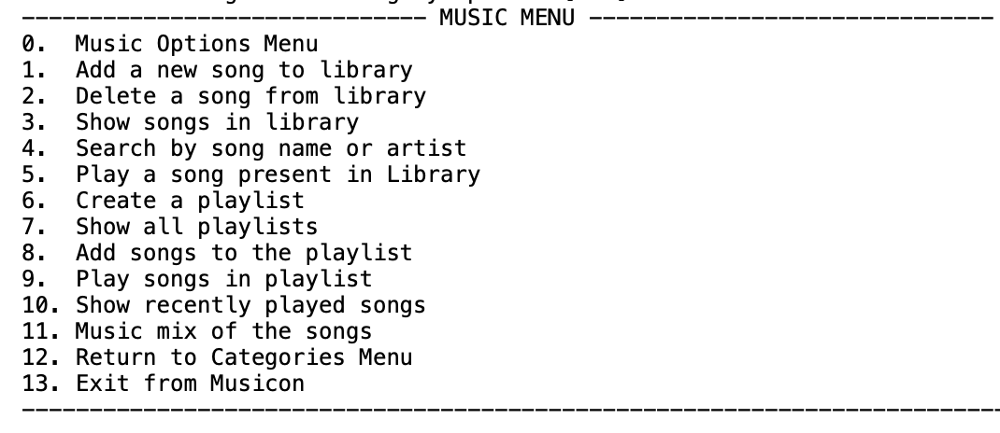 ------------------------------ MUSIC MENU ------------------------------
0. Music Options Menu
1. Add a new song to library
2. Delete a song from library
3. Show songs in library
4. Search by song name or artist
5. Play a song present in Library
6. Create a playlist
7. Show all playlists
8. Add songs to the playlist
9. Play songs in playlist
10. Show recently played songs
11. Music mix of the songs
12. Return to Categories Menu
13. Exit from Musicon
-------------------------------------------------------------------------